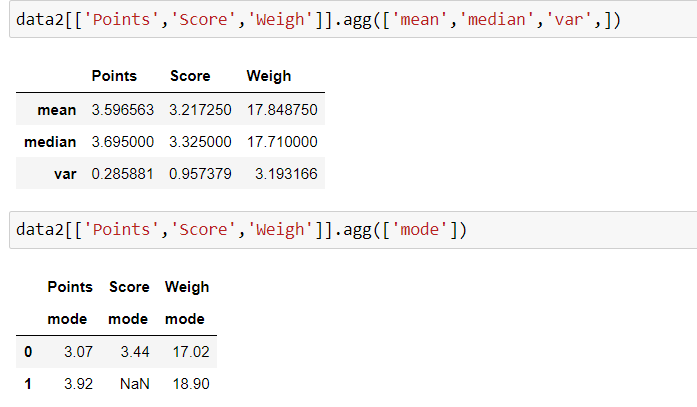 data2[['Points','Score','Weigh']].agg(['mean','median','var',])
Points Score Weigh
mean 3.596563 3.217250 17.848750
median 3.695000 3.325000 17.710000
var 0.285881 0.957379 3.193166
data2[['Points','Score','Weigh']].agg(['mode'])
Points Score Weigh
mode mode mode
0 3.07 3.44 17.02
1 3.92 NaN 18.90